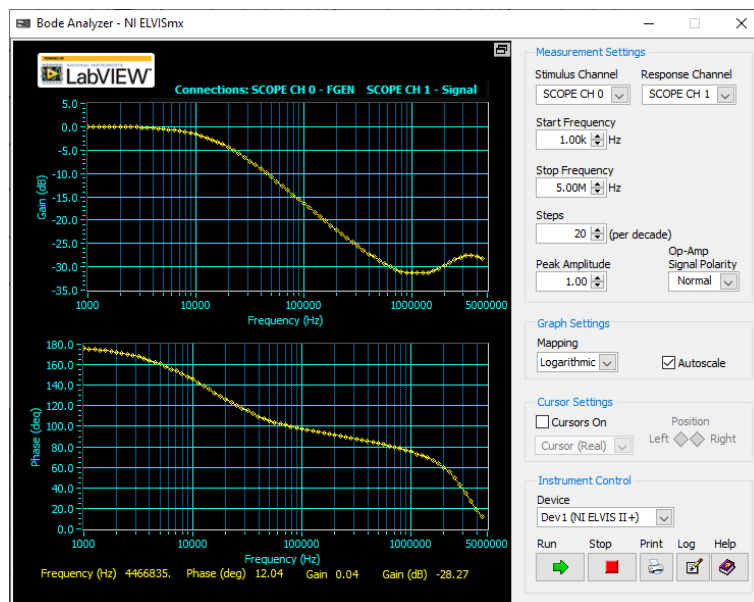 Bode Analyzer - NI ELVISmx
POWERED BY
NATIONAL INSTRUMENTS
LabVIEW™
Connections: SCOPE CH 0 - FGEN SCOPE CH 1 - Signal
5.0
0.0
-5.0
-10.0
-15.0
-20.0
-25.0
-30.0
-35.0
Gain (dB)
1000 10000 100000 1000000 5000000
Frequency (Hz)
180.0
160.0
140.0
120.0
100.0
80.0
60.0
40.0
20.0
0.0
Phase (deg)
1000 10000 100000 1000000 5000000
Frequency (Hz)
Frequency (Hz) 4466835. Phase (deg) 12.04 Gain 0.04 Gain (dB) -28.27
Measurement Settings
Stimulus Channel Response Channel
SCOPE CH 0 SCOPE CH 1
Start Frequency
1.00k Hz
Stop Frequency
5.00M Hz
Steps
20 (per decade)
Peak Amplitude Op-Amp Signal Polarity
1.00 Normal
Graph Settings
Mapping
Logarithmic Autoscale
Cursor Settings
Cursors On Position
Cursor (Real) Left Right
Instrument Control
Device
Dev1 (NI ELVIS II+)
Run Stop Print Log Help